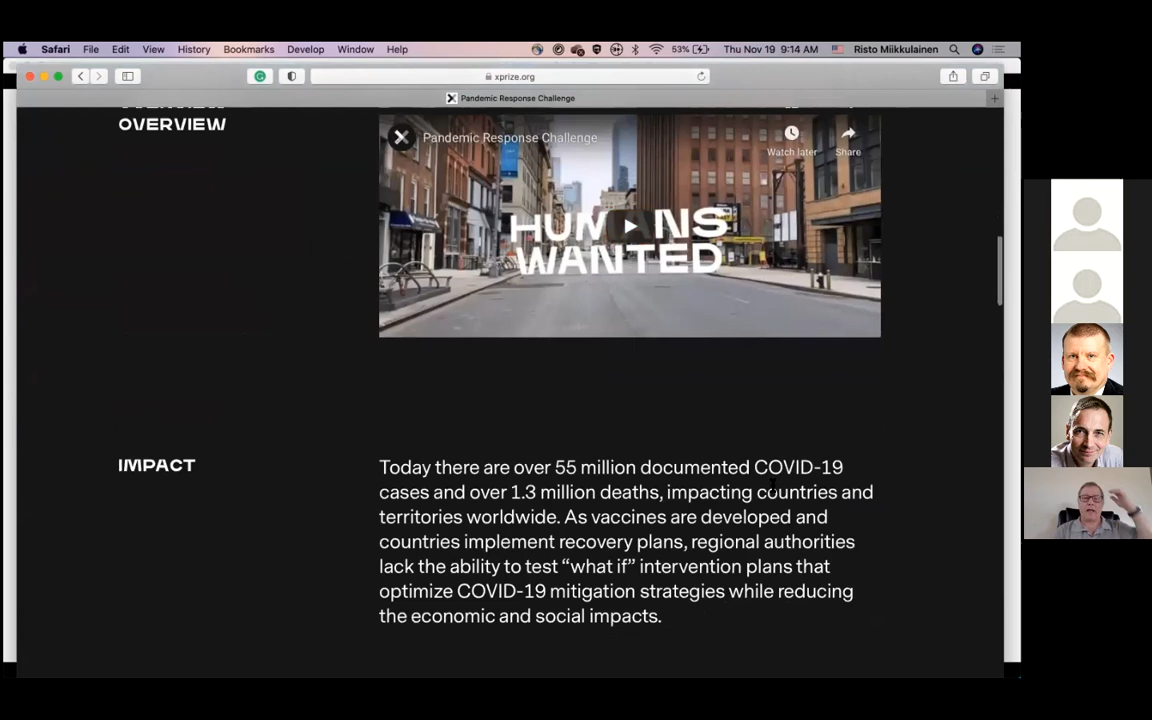 Safari File Edit View History Bookmarks Develop Window Help 53% Thu Nov 19 9:14 AM Risto Miikkulainen
xprize.org
Pandemic Response Challenge
OVERVIEW
OVERVIEW
Pandemic Response Challenge
Watch later Share
HUMANS
WANTED
IMPACT
Today there are over 55 million documented COVID-19
cases and over 1.3 million deaths, impacting countries and
territories worldwide. As vaccines are developed and
countries implement recovery plans, regional authorities
lack the ability to test “what if” intervention plans that
optimize COVID-19 mitigation strategies while reducing
the economic and social impacts.